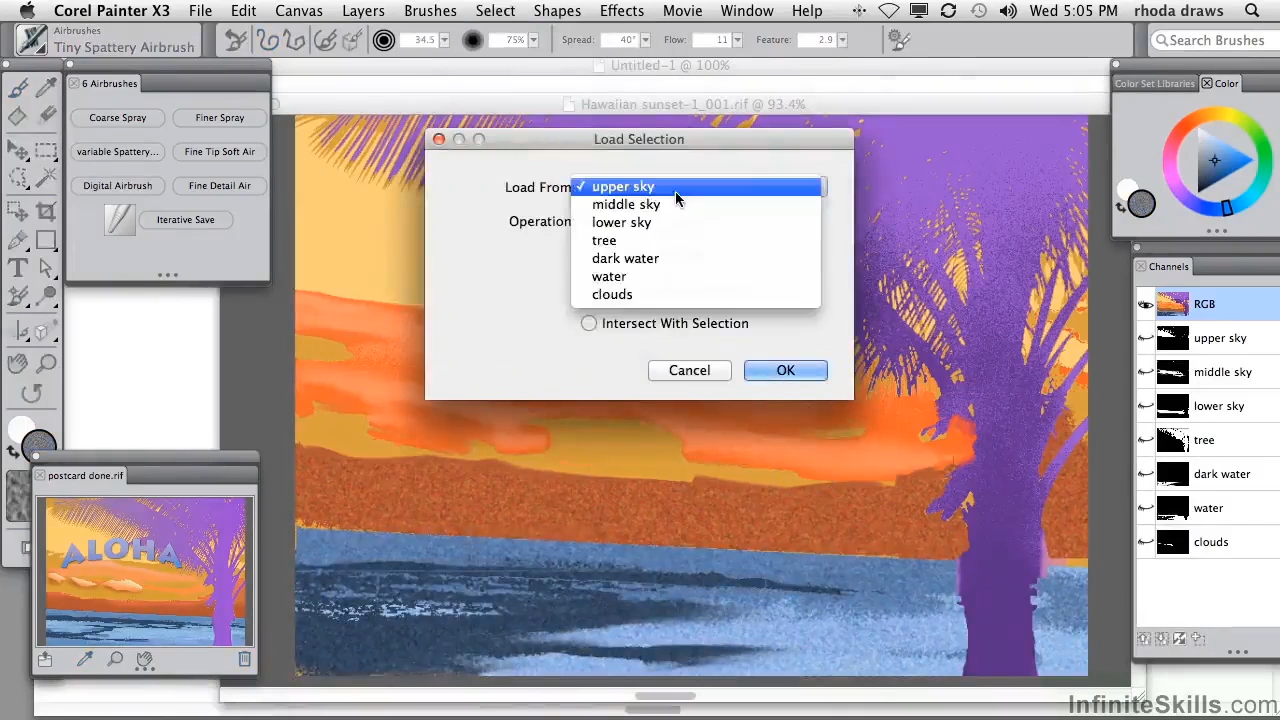 Corel Painter X3 File Edit Canvas Layers Brushes Select Shapes Effects Movie Window Help Wed 5:05 PM rhoda draws
Airbrushes
Tiny Spattery Airbrush
34.5 75% Spread: 40° Flow: 11 Feature: 2.9 Search Brushes
Untitled-1 @ 100%
6 Airbrushes
Color Set Libraries Color
Hawaiian sunset-1_001.rif @ 93.4%
Coarse Spray Finer Spray
variable Spattery... Fine Tip Soft Air
Digital Airbrush Fine Detail Air
Iterative Save
Load Selection
Load From
upper sky
middle sky
lower sky
tree
dark water
water
clouds
Operation
Intersect With Selection
Cancel OK
Channels
RGB
upper sky
middle sky
lower sky
tree
dark water
water
clouds
postcard done.rif
ALOHA
InfiniteSkills.com